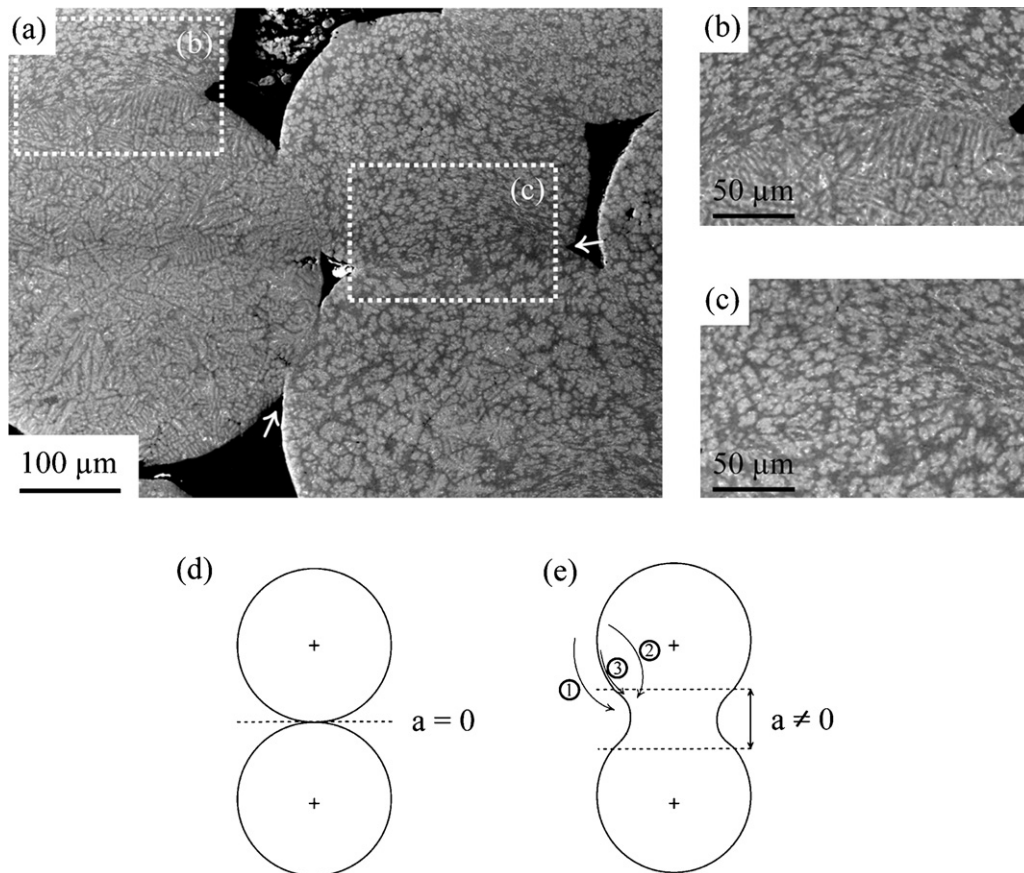 (a)
(b)
(c)
100 µm
(b)
50 µm
(c)
50 µm
(d)
a = 0
(e)
①
②
③
a ≠ 0